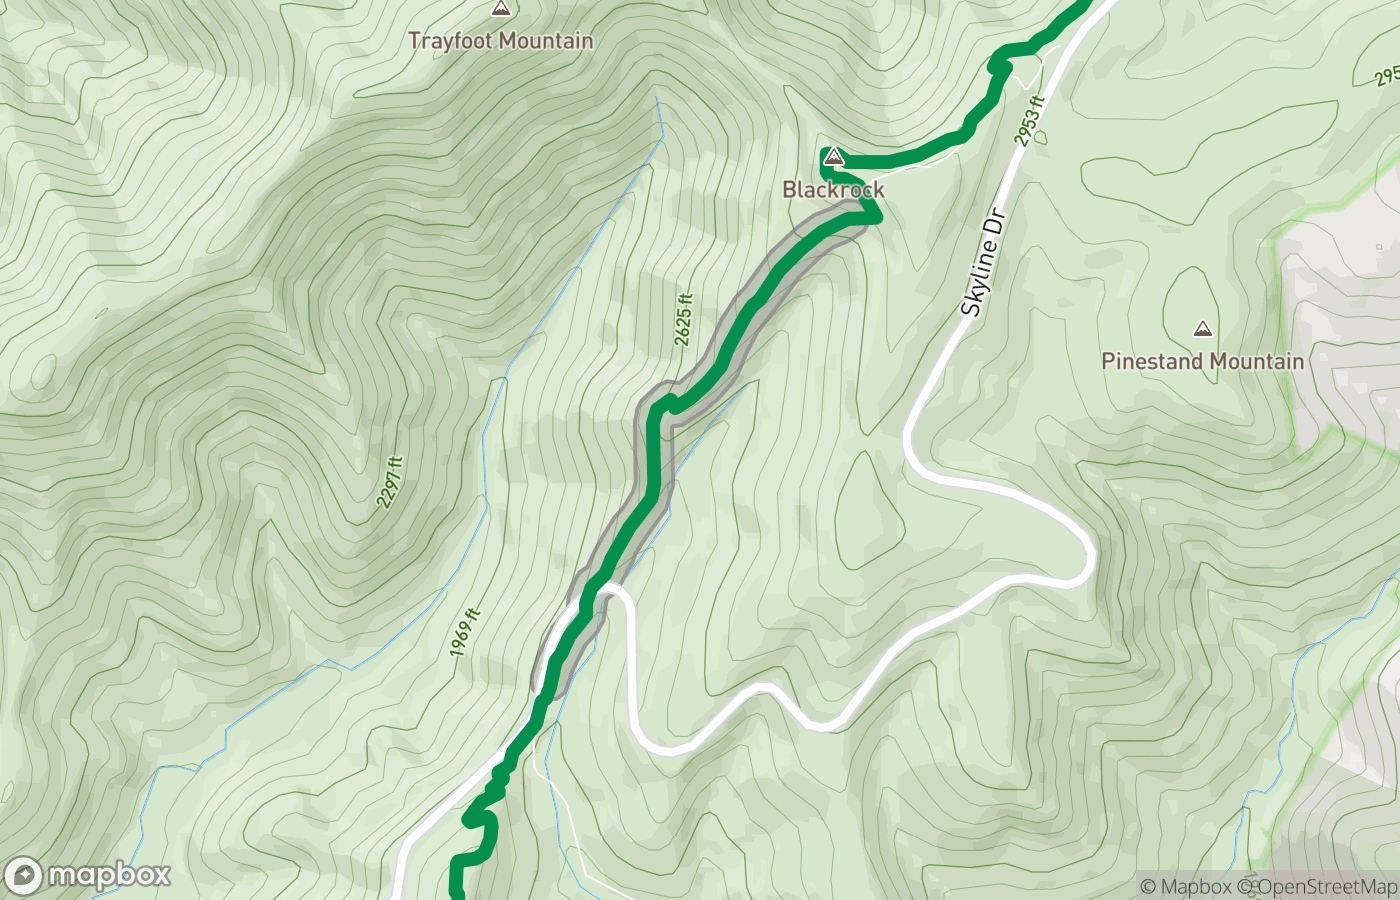 Trayfoot Mountain
2953 ft
Blackrock
Skyline Dr
2625 ft
Pinestand Mountain
2297 ft
1969 ft
mapbox
© Mapbox © OpenStreetMap